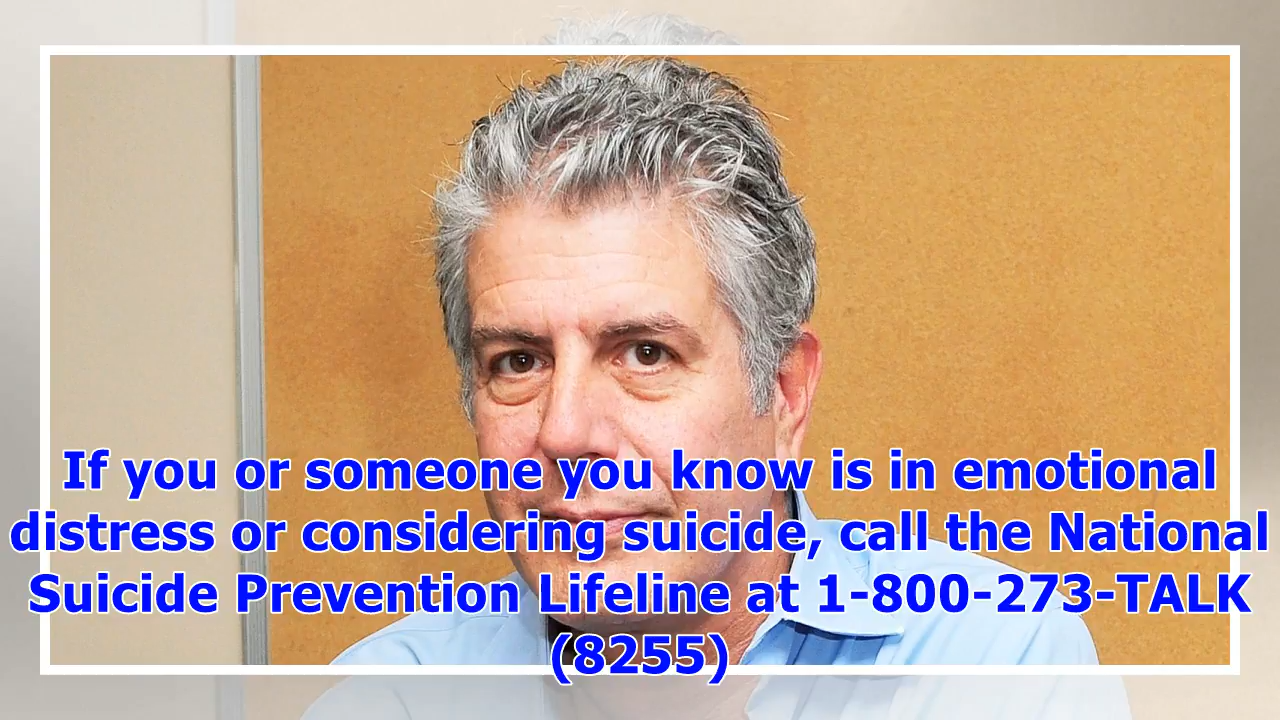 If you or someone you know is in emotional
distress or considering suicide, call the National
Suicide Prevention Lifeline at 1-800-273-TALK
(8255)